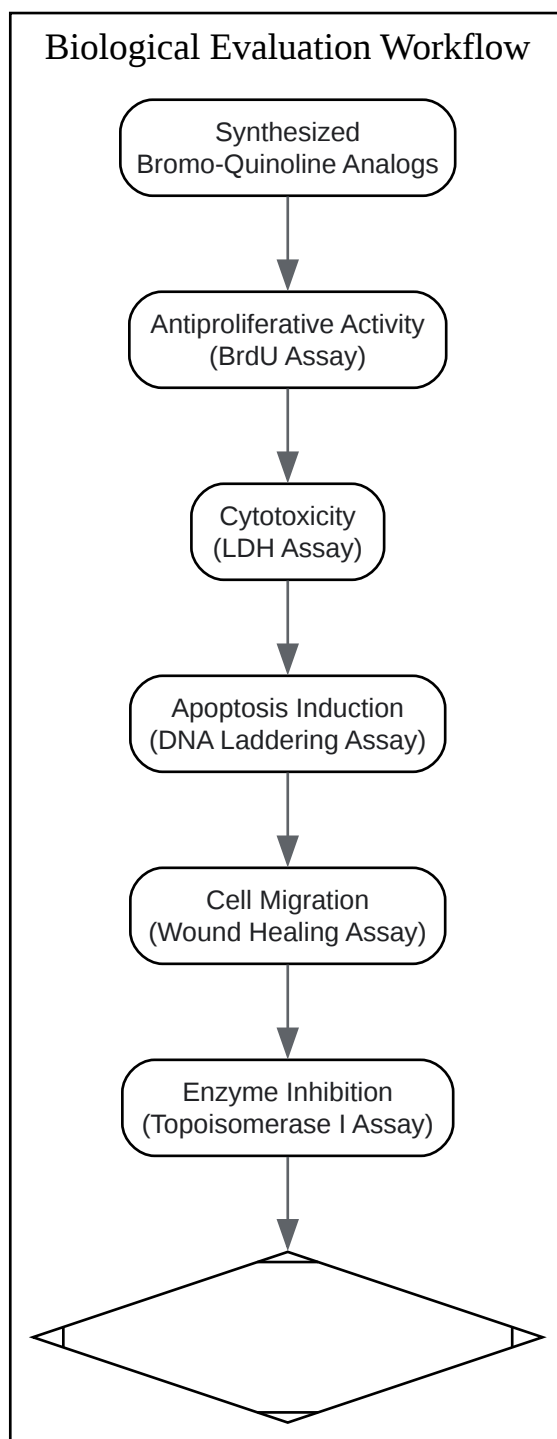 Biological Evaluation Workflow
Synthesized
Bromo-Quinoline Analogs
Antiproliferative Activity
(BrdU Assay)
Cytotoxicity
(LDH Assay)
Apoptosis Induction
(DNA Laddering Assay)
Cell Migration
(Wound Healing Assay)
Enzyme Inhibition
(Topoisomerase I Assay)